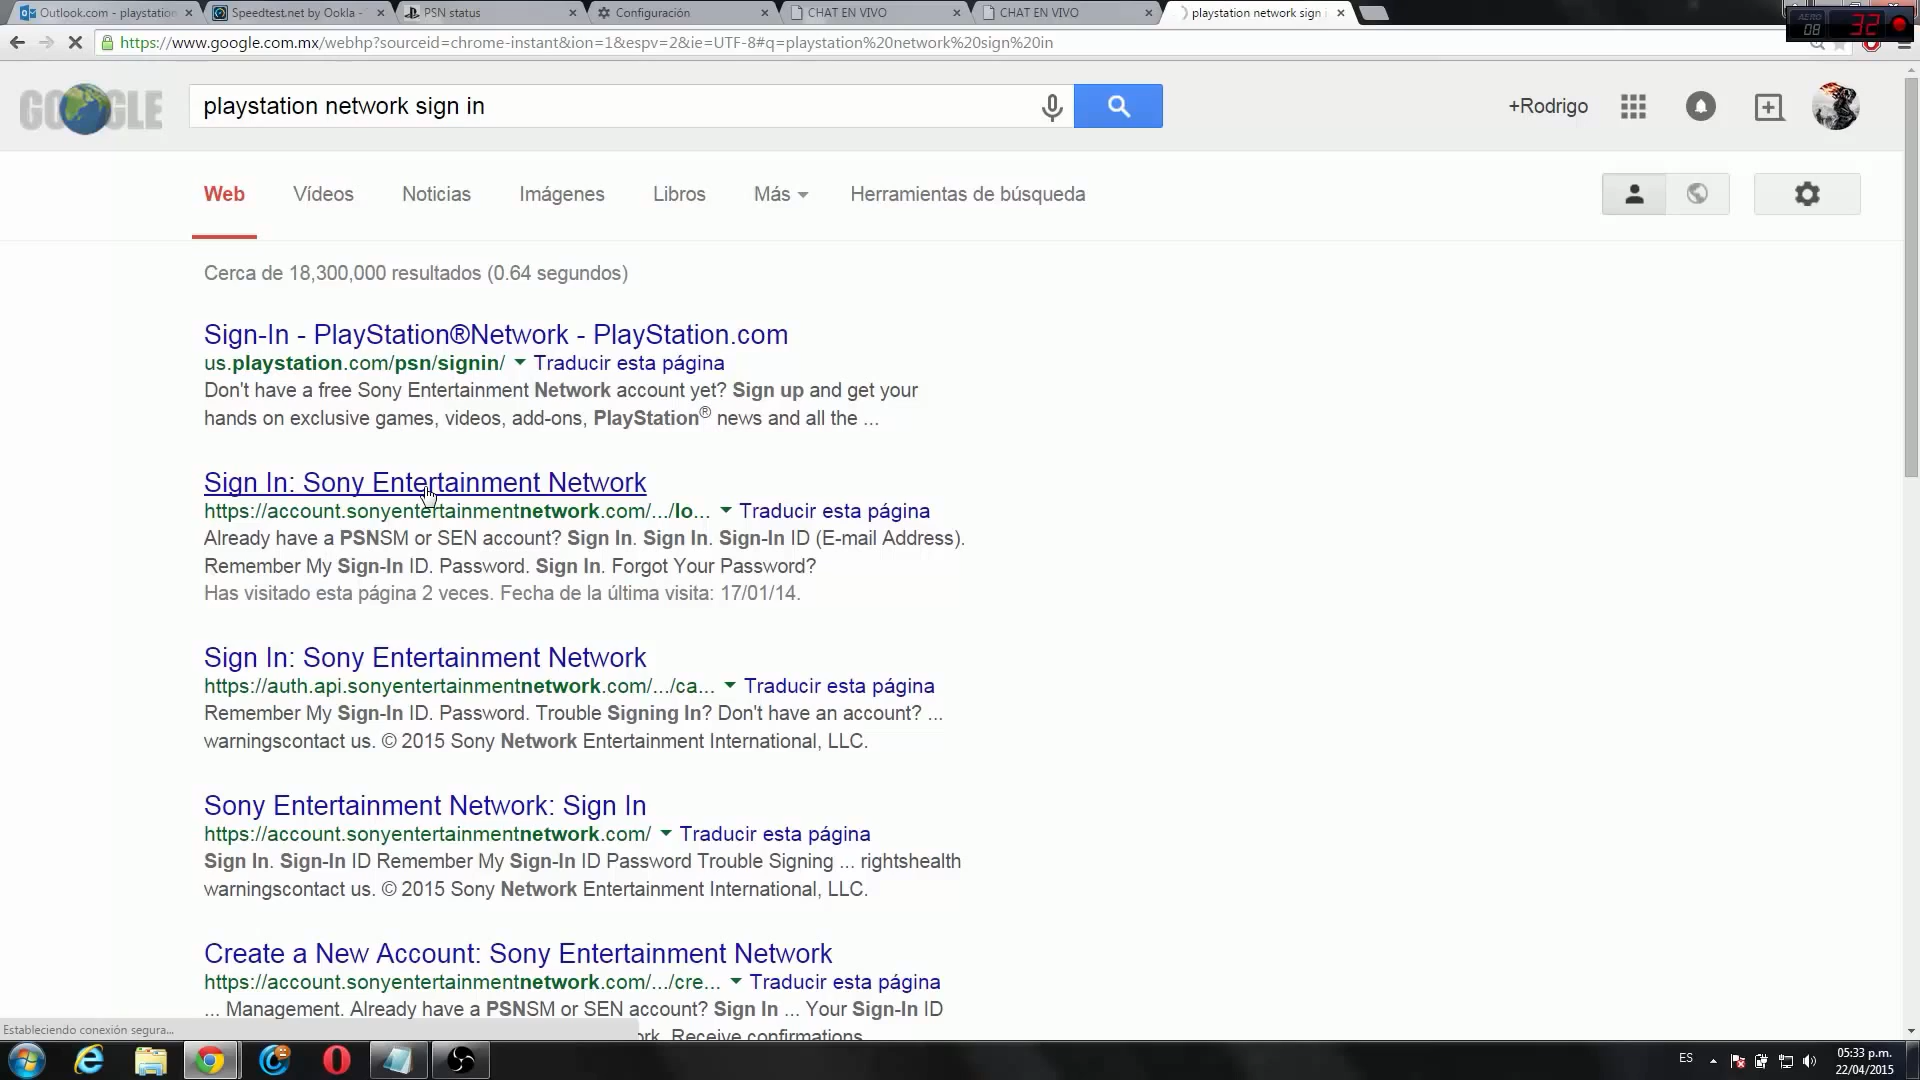 Outlook.com - playstation
Speedtest.net by Ookla -
PSN status
Configuración
CHAT EN VIVO
CHAT EN VIVO
playstation network sign
https://www.google.com.mx/webhp?sourceid=chrome-instant&ion=1&espv=2&ie=UTF-8#q=playstation%20network%20sign%20in
AERO
08
32
GOOGLE
playstation network sign in
+Rodrigo
Web
Vídeos
Noticias
Imágenes
Libros
Más
Herramientas de búsqueda
Cerca de 18,300,000 resultados (0.64 segundos)
Sign-In - PlayStation®Network - PlayStation.com
us.playstation.com/psn/signin/ Traducir esta página
Don't have a free Sony Entertainment Network account yet? Sign up and get your
hands on exclusive games, videos, add-ons, PlayStation® news and all the ...
Sign In: Sony Entertainment Network
https://account.sonyentertainmentnetwork.com/.../lo... Traducir esta página
Already have a PSNSM or SEN account? Sign In. Sign In. Sign-In ID (E-mail Address).
Remember My Sign-In ID. Password. Sign In. Forgot Your Password?
Has visitado esta página 2 veces. Fecha de la última visita: 17/01/14.
Sign In: Sony Entertainment Network
https://auth.api.sonyentertainmentnetwork.com/.../ca... Traducir esta página
Remember My Sign-In ID. Password. Trouble Signing In? Don't have an account? ...
warningscontact us. © 2015 Sony Network Entertainment International, LLC.
Sony Entertainment Network: Sign In
https://account.sonyentertainmentnetwork.com/ Traducir esta página
Sign In. Sign-In ID Remember My Sign-In ID Password Trouble Signing ... rightshealth
warningscontact us. © 2015 Sony Network Entertainment International, LLC.
Create a New Account: Sony Entertainment Network
https://account.sonyentertainmentnetwork.com/.../cre... Traducir esta página
... Management. Already have a PSNSM or SEN account? Sign In ... Your Sign-In ID
Estableciendo conexión segura...
rk. Receive confirmations
ES
05:33 p.m.
22/04/2015